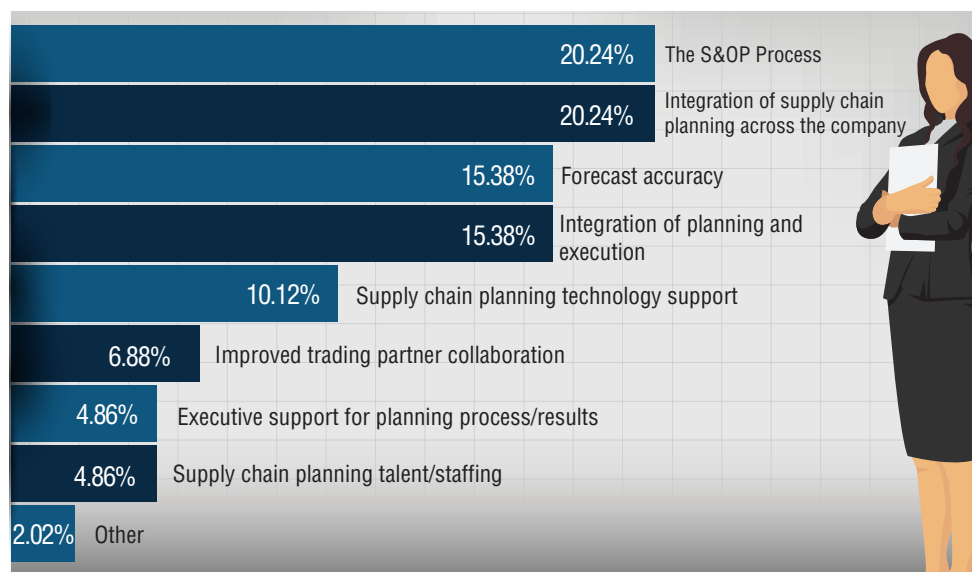 20.24% The S&OP Process
20.24% Integration of supply chain
planning across the company
15.38% Forecast accuracy
15.38% Integration of planning and
execution
10.12% Supply chain planning technology support
6.88% Improved trading partner collaboration
4.86% Executive support for planning process/results
4.86% Supply chain planning talent/staffing
2.02% Other